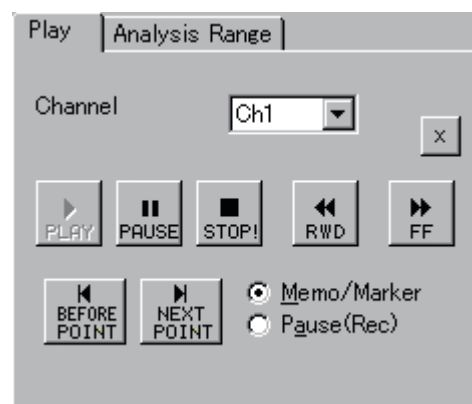 Play Analysis Range
Channel Ch1
x
PLAY PAUSE STOP! RWD FF
BEFORE POINT NEXT POINT Memo/Marker
Pause(Rec)